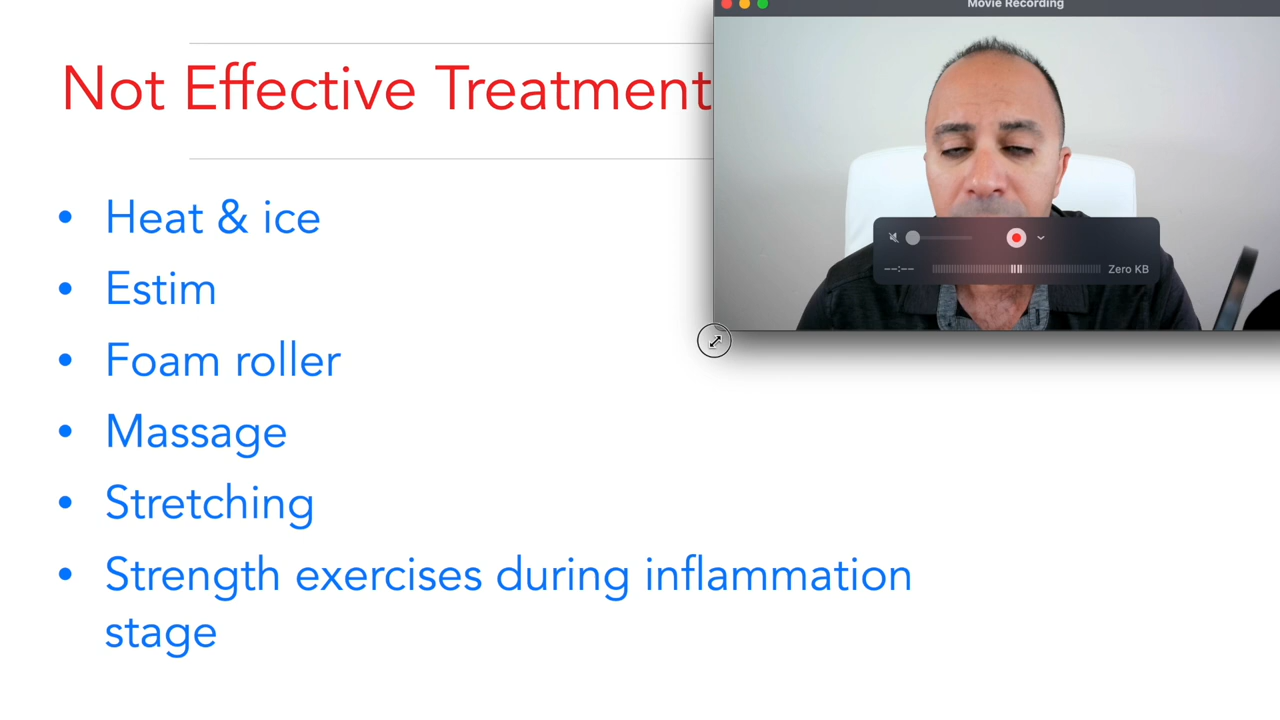 Movie Recording
Not Effective Treatment
Zero KB
--:--
• Heat & ice
• Estim
• Foam roller
• Massage
• Stretching
• Strength exercises during inflammation
stage